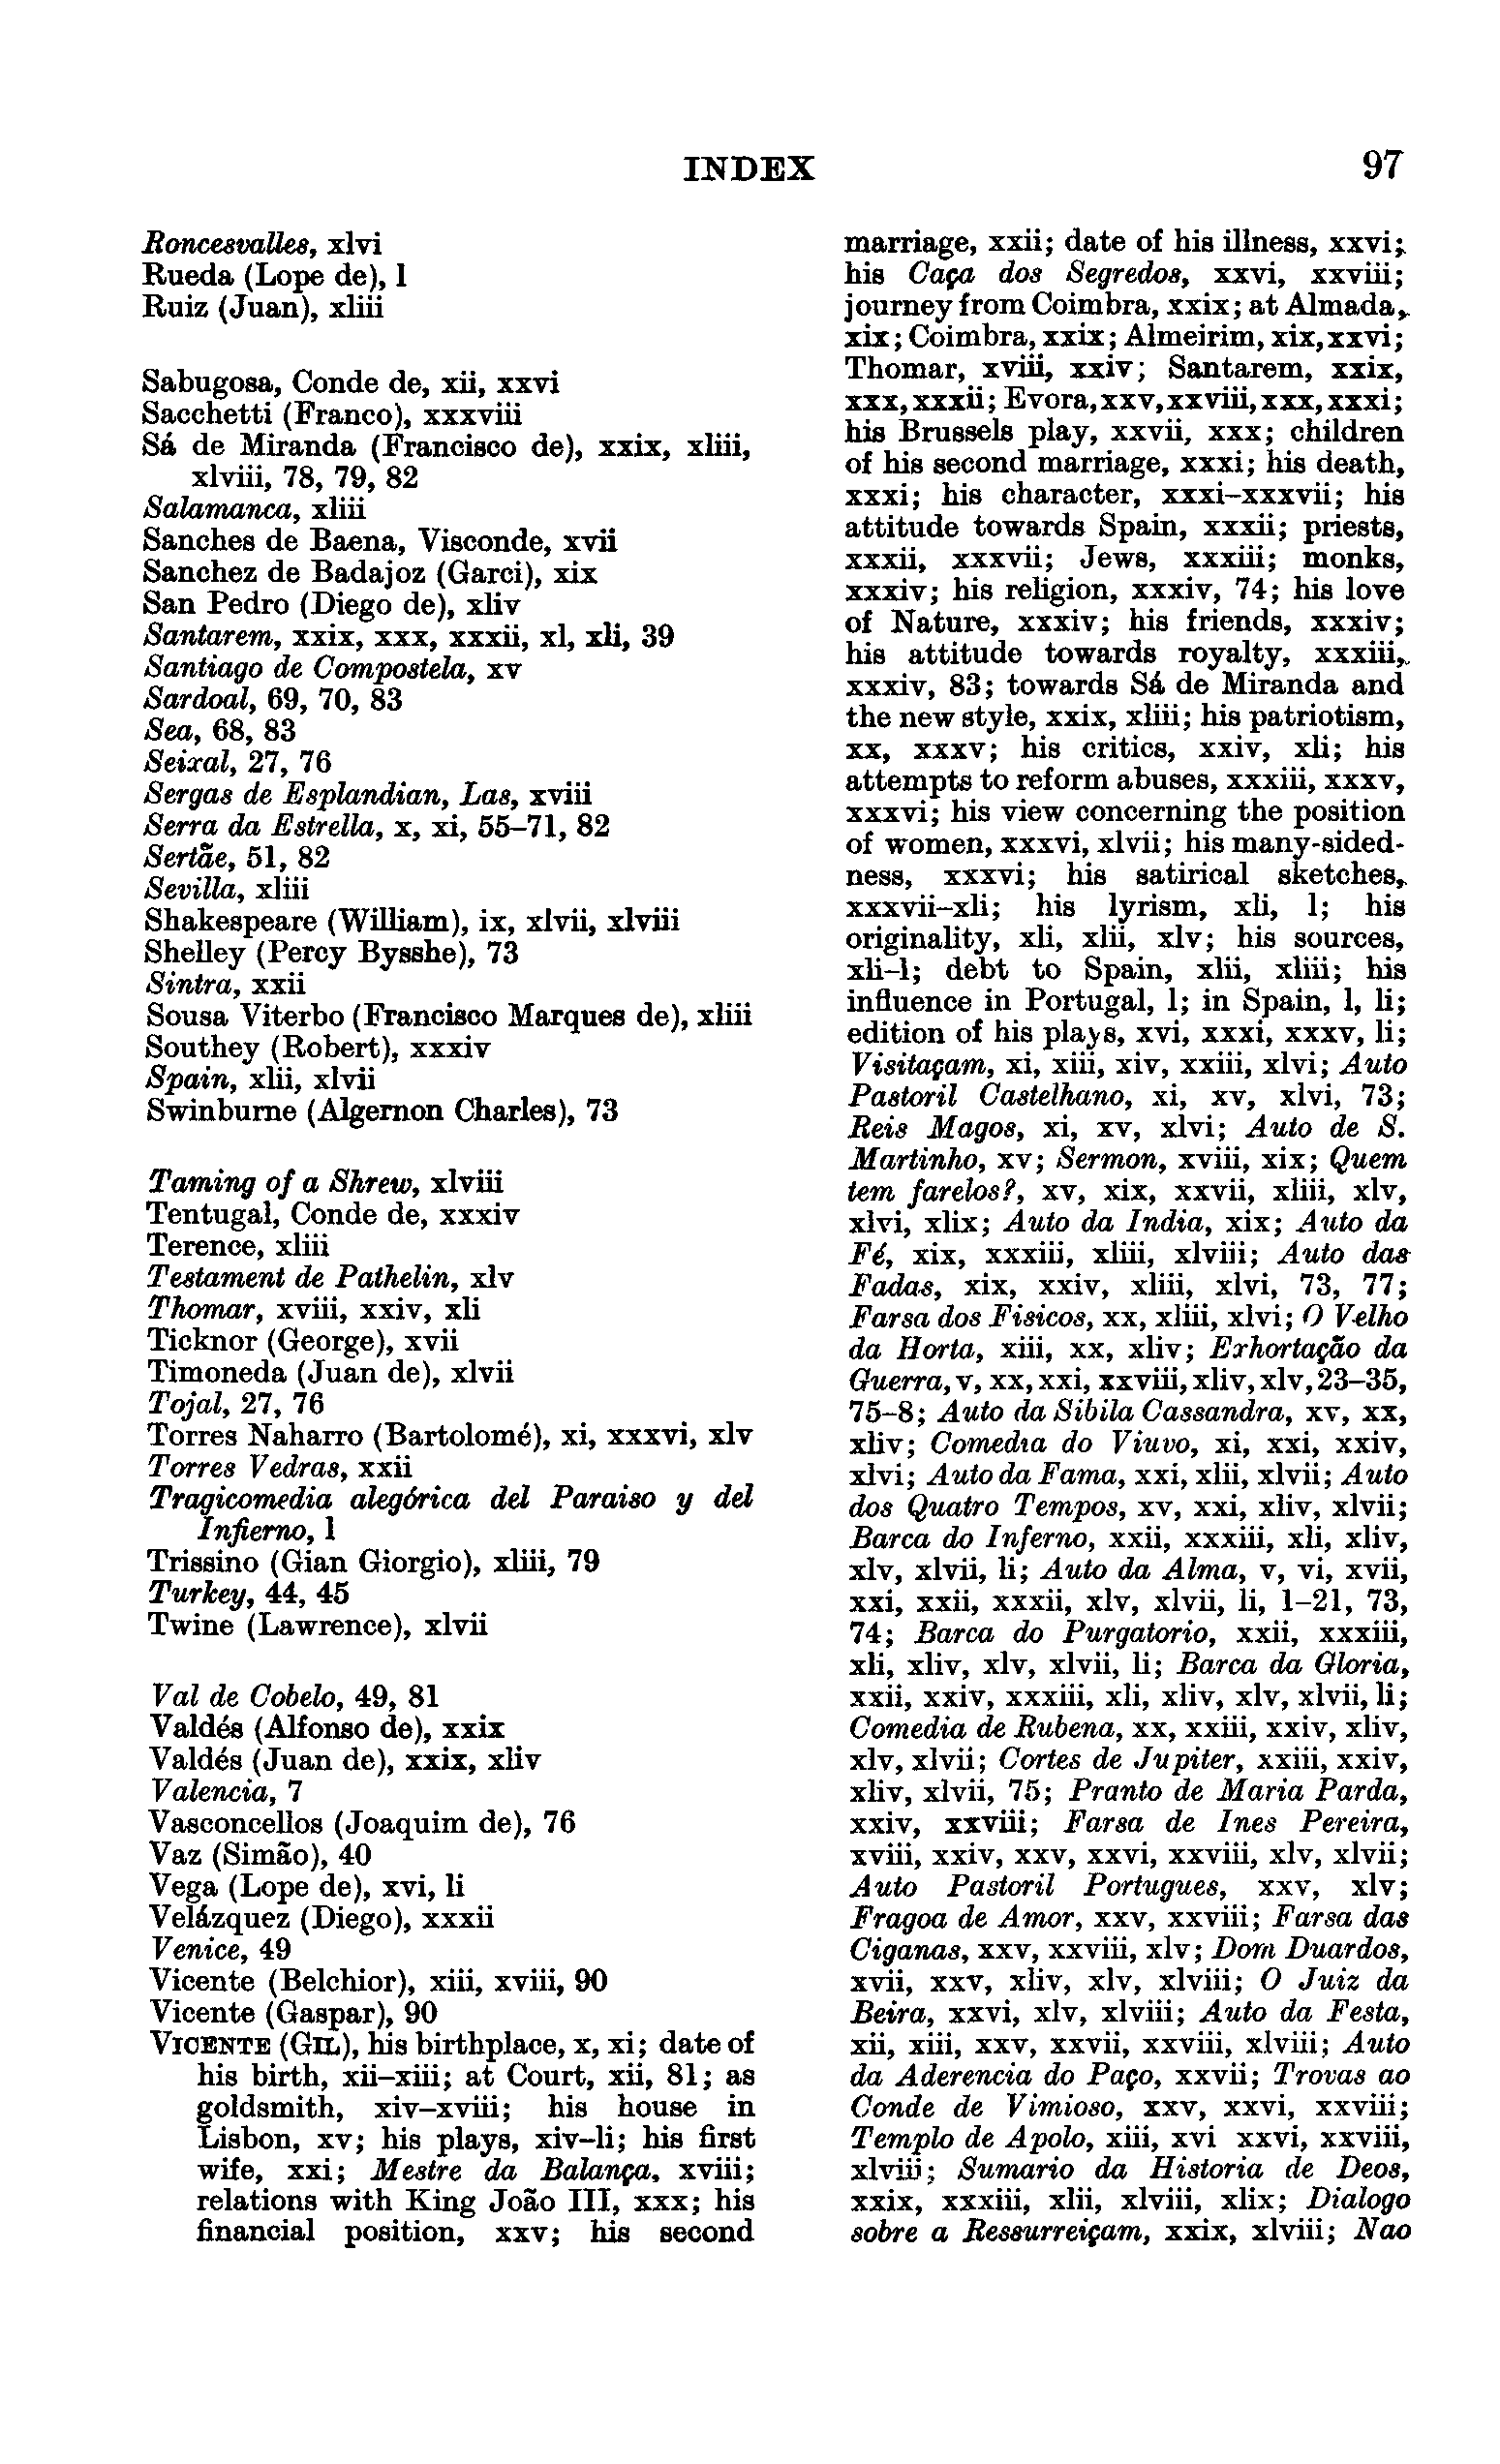 INDEX 97
Roncesvalles, xlvi
Rueda (Lope de), l
Ruiz (Juan), xliii
Sabugosa, Conde de, xii, xxvi
Sacchetti (Franco), xxxviii
Sá de Miranda (Francisco de), xxix, xliii,
xlviii, 78, 79, 82
Salamanca, xliii
Sanches de Baena, Visconde, xvii
Sanchez de Badajoz (Garci), xix
San Pedro (Diego de), xliv
Santarem, xxix, xxx, xxxii, xl, xli, 39
Santiago de Compostela, xv
Sardoal, 69, 70, 83
Sea, 68, 83
Seixal, 27, 76
Sergas de Esplandian, Las, xviii
Serra da Estrella, x, xi, 55–71, 82
Sertãe, 51, 82
Sevilla, xliii
Shakespeare (William), ix, xlvii, xlviii
Shelley (Percy Bysshe), 73
Sintra, xxii
Sousa Viterbo (Francisco Marques de), xliii
Southey (Robert), xxxiv
Spain, xlii, xlvii
Swinburne (Algernon Charles), 73
Taming of a Shrew, xlviii
Tentugal, Conde de, xxxiv
Terence, xliii
Testament de Pathelin, xlv
Thomar, xviii, xxiv, xli
Ticknor (George), xvii
Timoneda (Juan de), xlvii
Tojal, 27, 76
Torres Naharro (Bartolomé), xi, xxxvi, xlv
Torres Vedras, xxii
Tragicomedia alegórica del Paraiso y del
Infierno, l
Trissino (Gian Giorgio), xliii, 79
Turkey, 44, 45
Twine (Lawrence), xlvii
Val de Cobelo, 49, 81
Valdés (Alfonso de), xxix
Valdés (Juan de), xxix, xliv
Valencia, 7
Vasconcellos (Joaquim de), 76
Vaz (Simão), 40
Vega (Lope de), xvi, li
Velázquez (Diego), xxxii
Venice, 49
Vicente (Belchior), xiii, xviii, 90
Vicente (Gaspar), 90
VICENTE (GIL), his birthplace, x, xi; date of
his birth, xii–xiii; at Court, xii, 81; as
goldsmith, xiv–xviii; his house in
Lisbon, xv; his plays, xiv–li; his first
wife, xxi; Mestre da Balança, xviii;
relations with King João III, xxx; his
financial position, xxv; his second
marriage, xxii; date of his illness, xxvi;
his Caça dos Segredos, xxvi, xxviii;
journey from Coimbra, xxix; at Almada,
xix; Coimbra, xxix; Almeirim, xix, xxvi;
Thomar, xviii, xxiv; Santarem, xxix,
xxx, xxxii; Evora, xxv, xxviii, xxx, xxxi;
his Brussels play, xxvii, xxx; children
of his second marriage, xxxi; his death,
xxxi; his character, xxxi–xxxvii; his
attitude towards Spain, xxxii; priests,
xxxii, xxxvii; Jews, xxxiii; monks,
xxxiv; his religion, xxxiv, 74; his love
of Nature, xxxiv; his friends, xxxiv;
his attitude towards royalty, xxxiii,
xxxiv, 83; towards Sá de Miranda and
the new style, xxix, xliii; his patriotism,
xx, xxxv; his critics, xxiv, xli; his
attempts to reform abuses, xxxiii, xxxv,
xxxvi; his view concerning the position
of women, xxxvi, xlvii; his many-sided-
ness, xxxvi; his satirical sketches,
xxxvii–xli; his lyrism, xli, l; his
originality, xli, xlii, xlv; his sources,
xli–l; debt to Spain, xlii, xliii; his
influence in Portugal, l; in Spain, l, li;
edition of his plays, xvi, xxxi, xxxv, li;
Visitaçam, xi, xiii, xiv, xxiii, xlvi; Auto
Pastoril Castelhano, xi, xv, xlvi, 73;
Reis Magos, xi, xv, xlvi; Auto de S.
Martinho, xv; Sermon, xviii, xix; Quem
tem farelos?, xv, xix, xxvii, xliii, xlv,
xlvi, xlix; Auto da India, xix; Auto da
Fé, xix, xxxiii, xliii, xlviii; Auto das
Fadas, xix, xxiv, xliii, xlvi, 73, 77;
Farsa dos Fisicos, xx, xliii, xlvi; O Velho
da Horta, xiii, xx, xliv; Exhortação da
Guerra, v, xx, xxi, xxviii, xliv, xlv, 23–35,
75–8; Auto da Sibila Cassandra, xv, xx,
xliv; Comedia do Viuvo, xi, xxi, xxiv,
xlvi; Auto da Fama, xxi, xlii, xlvii; Auto
dos Quatro Tempos, xv, xxi, xliv, xlvii;
Barca do Inferno, xxii, xxxiii, xli, xliv,
xlv, xlvii, li; Auto da Alma, v, vi, xvii,
xxi, xxii, xxxii, xlv, xlvii, li, 1–21, 73,
74; Barca do Purgatorio, xxii, xxxiii,
xli, xliv, xlv, xlvii, li; Barca da Gloria,
xxii, xxiv, xxxiii, xli, xliv, xlv, xlvii, li;
Comedia de Rubena, xx, xxiii, xxiv, xliv,
xlv, xlvii; Cortes de Jupiter, xxiii, xxiv,
xliv, xlvii, 75; Pranto de Maria Parda,
xxiv, xxviii; Farsa de Ines Pereira,
xviii, xxiv, xxv, xxvi, xxviii, xlv, xlvii;
Auto Pastoril Portugues, xxv, xlv;
Fragoa de Amor, xxv, xxviii; Farsa das
Ciganas, xxv, xxviii, xlv; Dom Duardos,
xvii, xxv, xliv, xlv, xlviii; O Juiz da
Beira, xxvi, xlv, xlviii; Auto da Festa,
xii, xiii, xxv, xxvii, xxviii, xlviii; Auto
da Aderencia do Paço, xxvii; Trovas ao
Conde de Vimioso, xxv, xxvi, xxviii;
Templo de Apolo, xiii, xvi xxvi, xxviii,
xlviii; Sumario da Historia de Deos,
xxix, xxxiii, xlii, xlviii, xlix; Dialogo
sobre a Ressurreiçam, xxix, xlviii; Nao